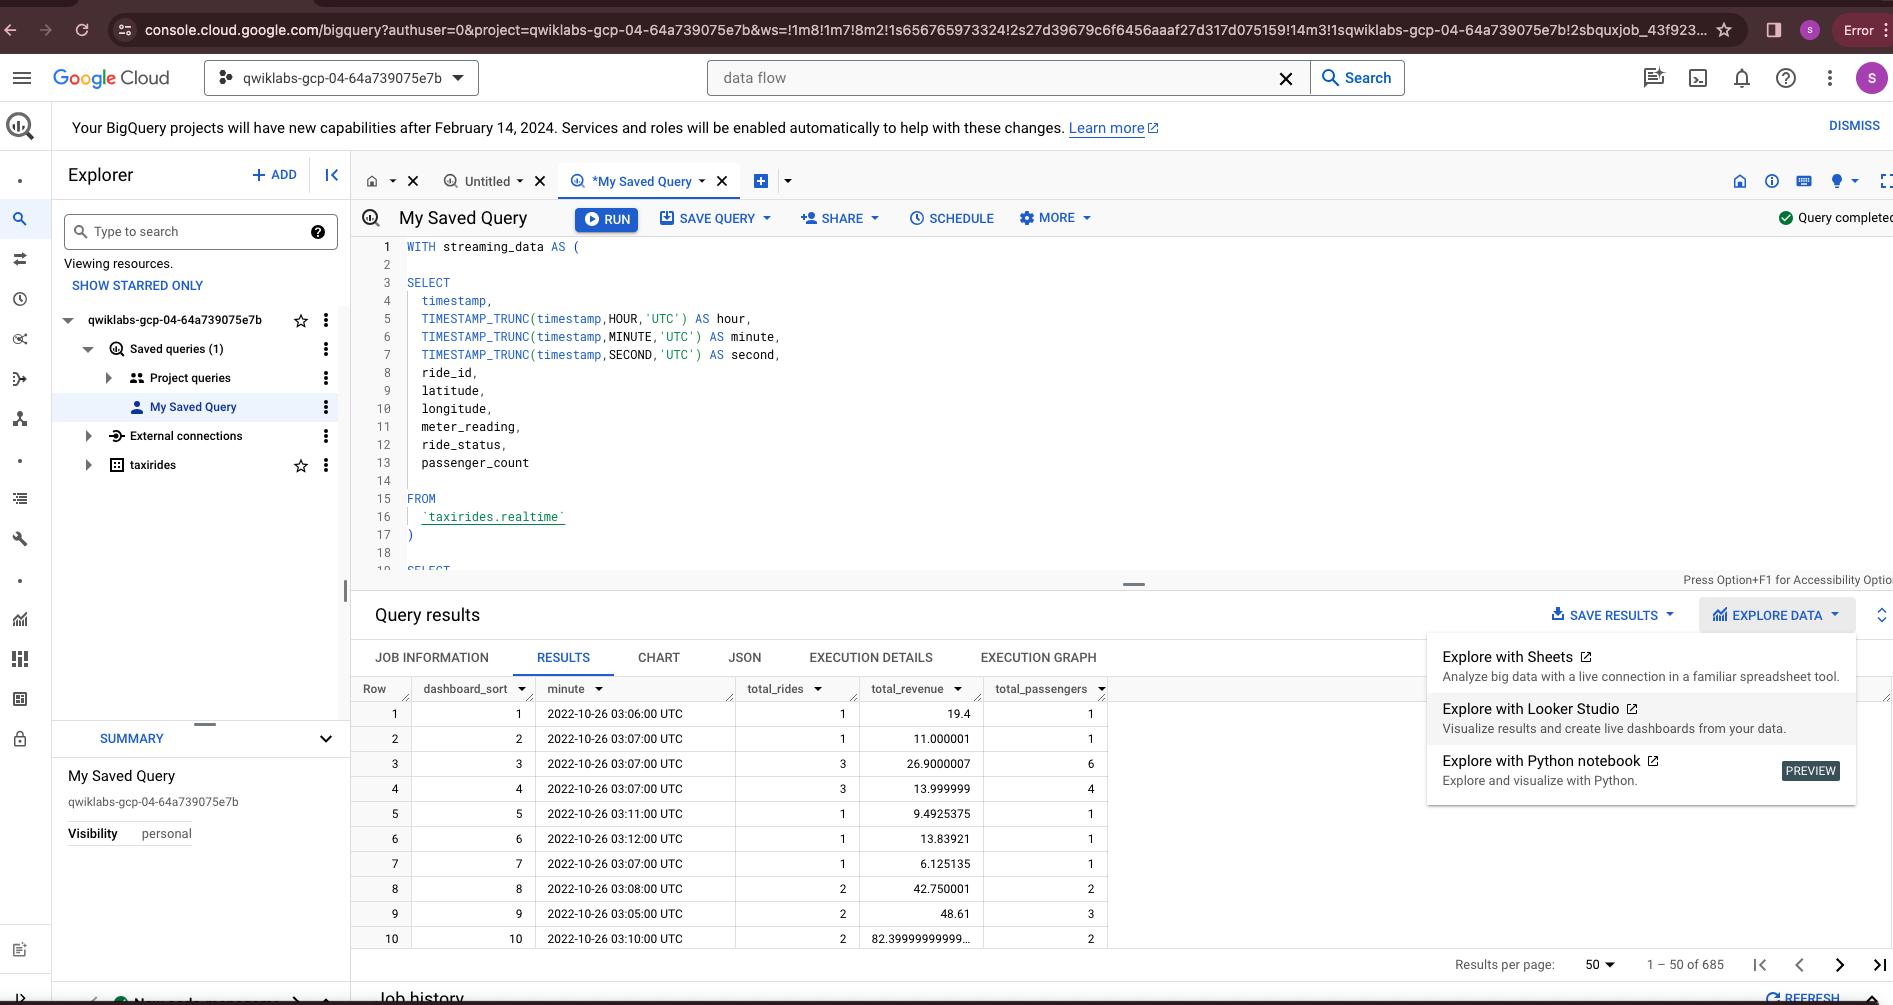 console.cloud.google.com/bigquery?authuser=0&project=qwiklabs-gcp-04-64a739075e7b&ws=!1m8!1m7!8m2!1s656765973324!2s27d39679c6f6456aaaf27d317d075159!14m3!1sqwiklabs-gcp-04-64a739075e7b!2sbquxjob_43f923...
S
Error
Google Cloud
qwiklabs-gcp-04-64a739075e7b
data flow
Search
S
Your BigQuery projects will have new capabilities after February 14, 2024. Services and roles will be enabled automatically to help with these changes. Learn more
DISMISS
Explorer
+ ADD
Type to search
Viewing resources.
SHOW STARRED ONLY
qwiklabs-gcp-04-64a739075e7b
Saved queries (1)
Project queries
My Saved Query
External connections
taxirides
SUMMARY
My Saved Query
qwiklabs-gcp-04-64a739075e7b
Visibility personal
Untitled
*My Saved Query
My Saved Query
RUN
SAVE QUERY
SHARE
SCHEDULE
MORE
Query completed
1 WITH streaming_data AS (
2
3 SELECT
4 timestamp,
5 TIMESTAMP_TRUNC(timestamp,HOUR,'UTC') AS hour,
6 TIMESTAMP_TRUNC(timestamp,MINUTE,'UTC') AS minute,
7 TIMESTAMP_TRUNC(timestamp,SECOND,'UTC') AS second,
8 ride_id,
9 latitude,
10 longitude,
11 meter_reading,
12 ride_status,
13 passenger_count
14
15 FROM
16 `taxirides.realtime`
17 )
18
19 SELECT
Press Option+F1 for Accessibility Optio
Query results
SAVE RESULTS
EXPLORE DATA
JOB INFORMATION RESULTS CHART JSON EXECUTION DETAILS EXECUTION GRAPH
Explore with Sheets
Analyze big data with a live connection in a familiar spreadsheet tool.
Explore with Looker Studio
Visualize results and create live dashboards from your data.
Explore with Python notebook
Explore and visualize with Python.
PREVIEW
Row dashboard_sort minute total_rides total_revenue total_passengers
1 1 2022-10-26 03:06:00 UTC 1 19.4 1
2 2 2022-10-26 03:07:00 UTC 1 11.000001 1
3 3 2022-10-26 03:07:00 UTC 3 26.9000007 6
4 4 2022-10-26 03:07:00 UTC 3 13.999999 4
5 5 2022-10-26 03:11:00 UTC 1 9.4925375 1
6 6 2022-10-26 03:12:00 UTC 1 13.83921 1
7 7 2022-10-26 03:07:00 UTC 1 6.125135 1
8 8 2022-10-26 03:08:00 UTC 2 42.750001 2
9 9 2022-10-26 03:05:00 UTC 2 48.61 3
10 10 2022-10-26 03:10:00 UTC 2 82.39999999999... 2
Results per page: 50 1 – 50 of 685
Job history
REFRESH